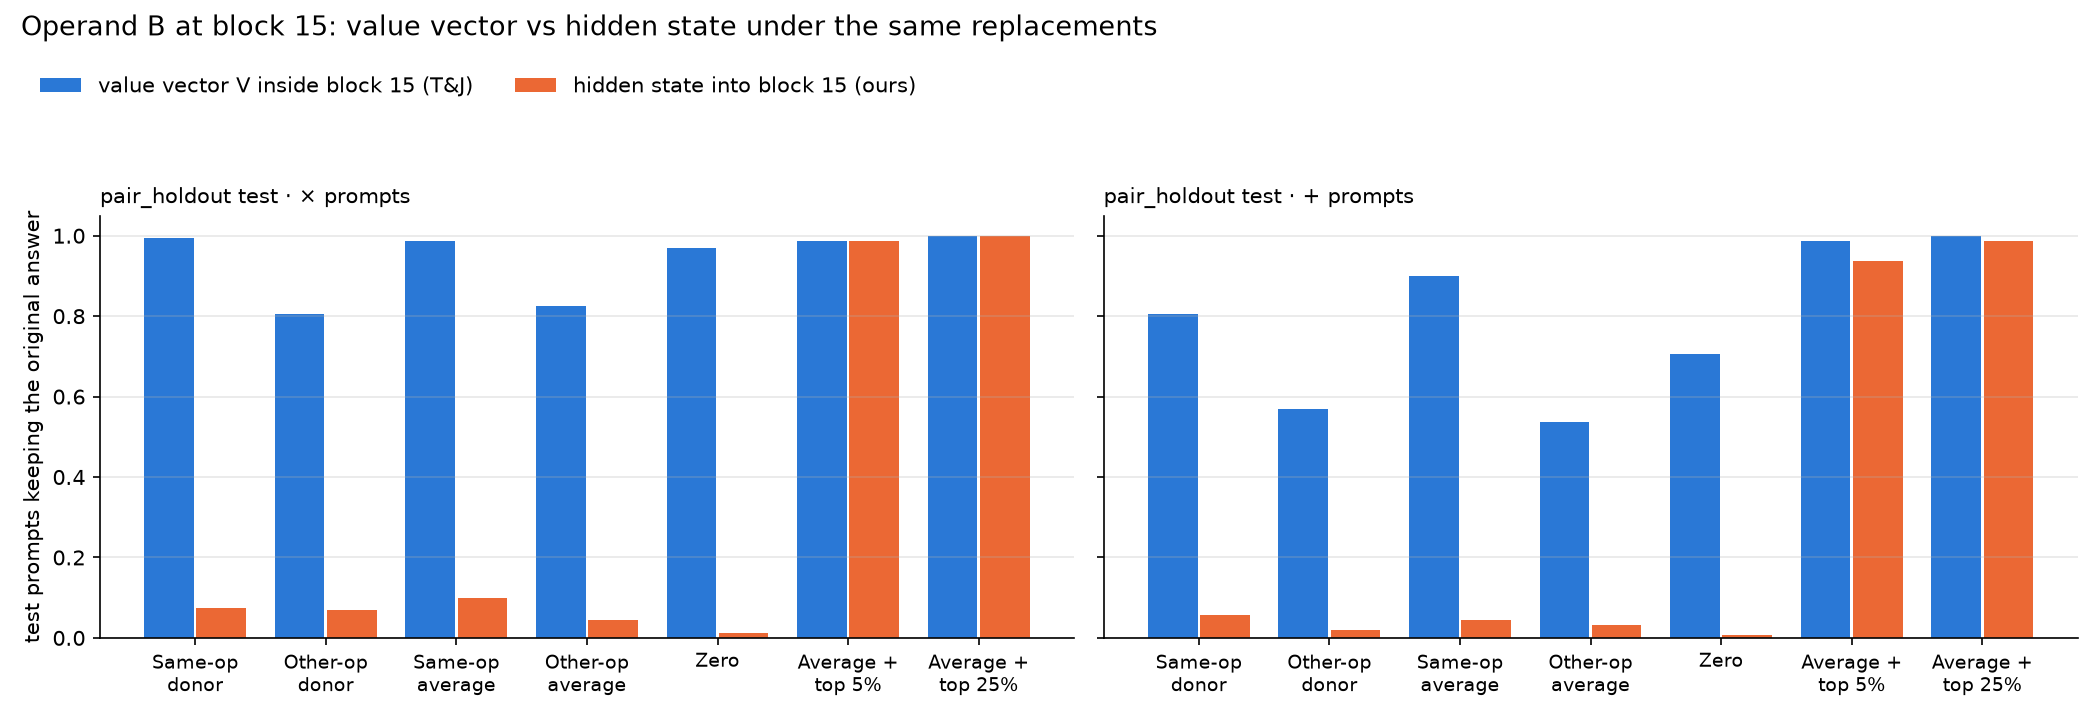 Operand B at block 15: value vector vs hidden state under the same replacements
value vector V inside block 15 (T&J)
hidden state into block 15 (ours)
pair_holdout test · × prompts
test prompts keeping the original answer
1.0
0.8
0.6
0.4
0.2
0.0
Same-op
donor
Other-op
donor
Same-op
average
Other-op
average
Zero
Average +
top 5%
Average +
top 25%
pair_holdout test · + prompts
Same-op
donor
Other-op
donor
Same-op
average
Other-op
average
Zero
Average +
top 5%
Average +
top 25%